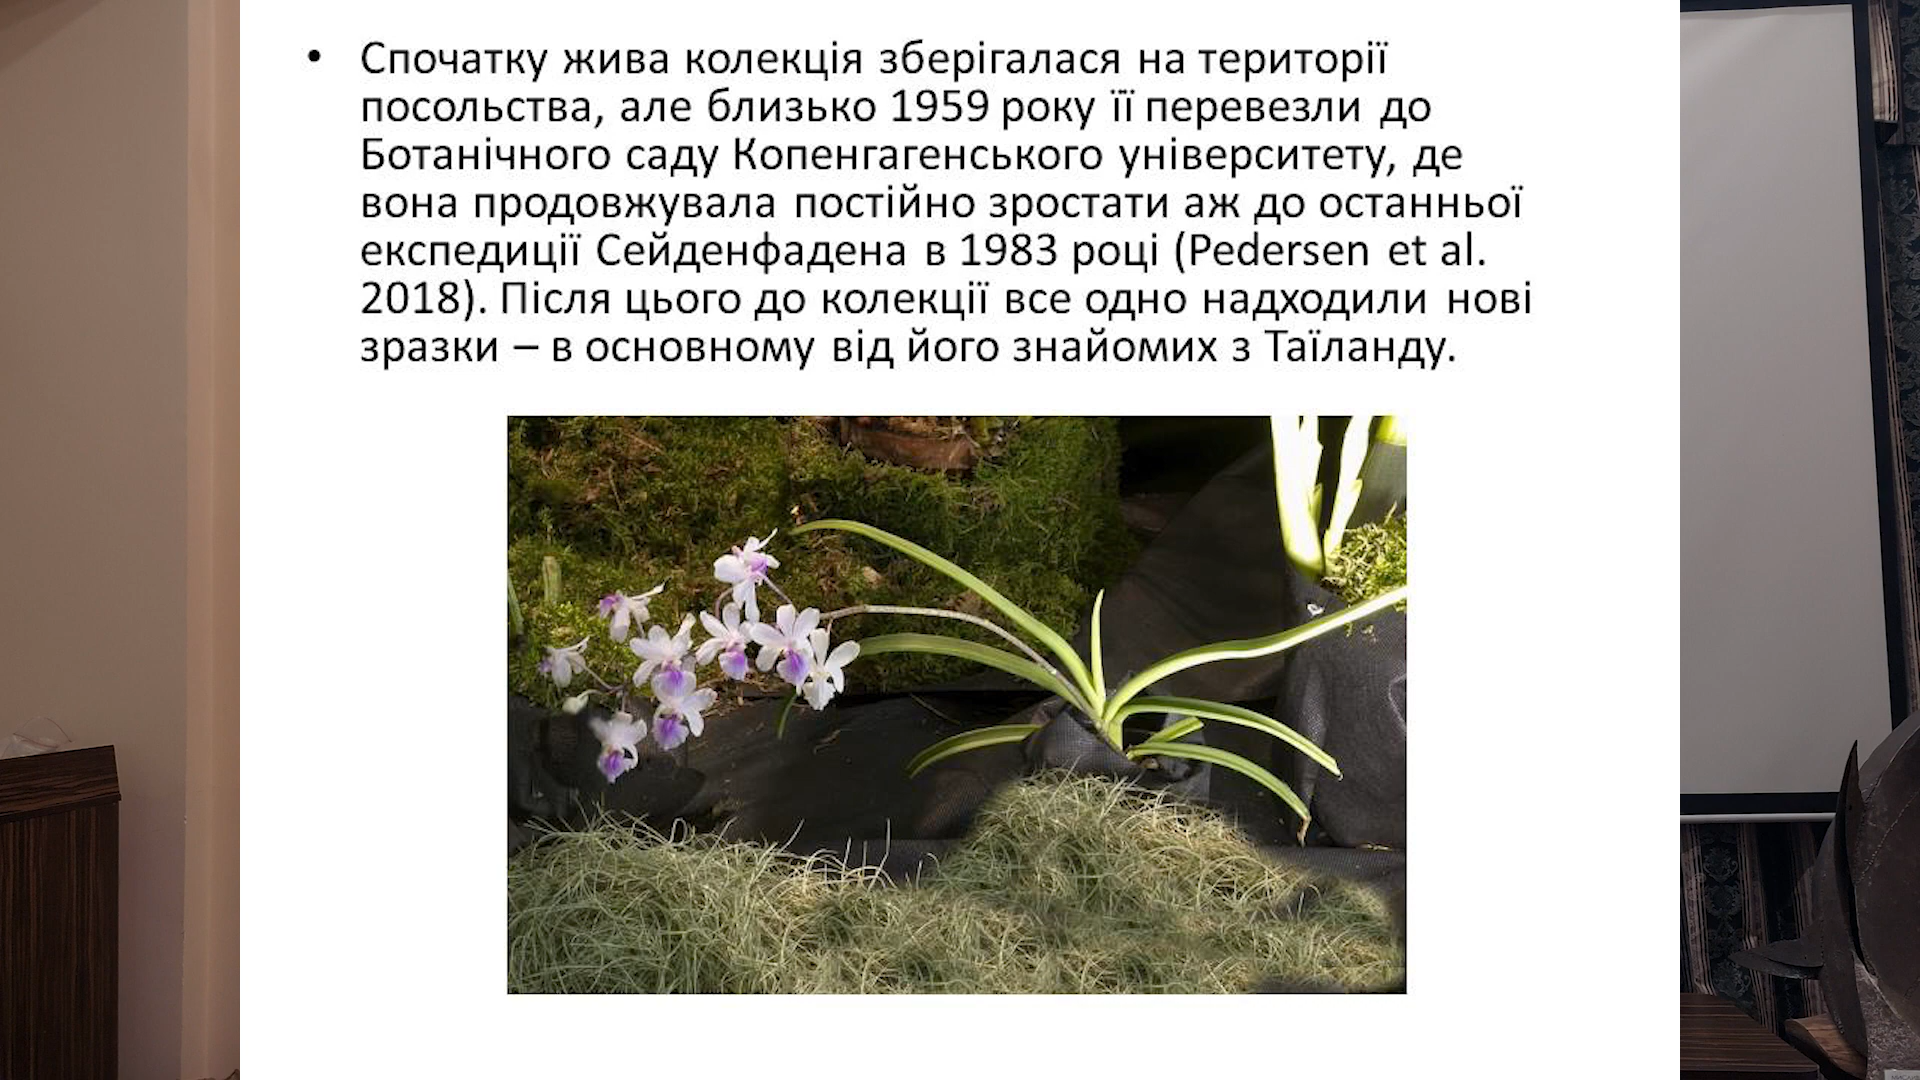 • Спочатку жива колекція зберігалася на території
посольства, але близько 1959 року її перевезли до
Ботанічного саду Копенгагенського університету, де
вона продовжувала постійно зростати аж до останньої
експедиції Сейденфадена в 1983 році (Pedersen et al.
2018). Після цього до колекції все одно надходили нові
зразки – в основному від його знайомих з Таїланду.